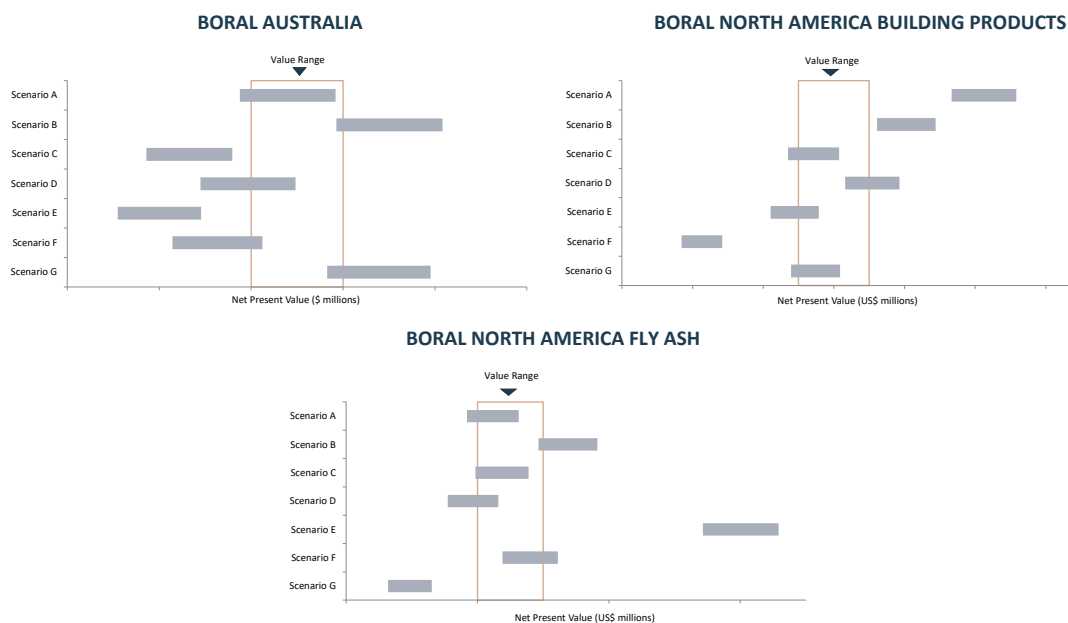 BORAL AUSTRALIA
Value Range
Scenario A
Scenario B
Scenario C
Scenario D
Scenario E
Scenario F
Scenario G
Net Present Value ($ millions)
BORAL NORTH AMERICA BUILDING PRODUCTS
Value Range
Scenario A
Scenario B
Scenario C
Scenario D
Scenario E
Scenario F
Scenario G
Net Present Value (US$ millions)
BORAL NORTH AMERICA FLY ASH
Value Range
Scenario A
Scenario B
Scenario C
Scenario D
Scenario E
Scenario F
Scenario G
Net Present Value (US$ millions)